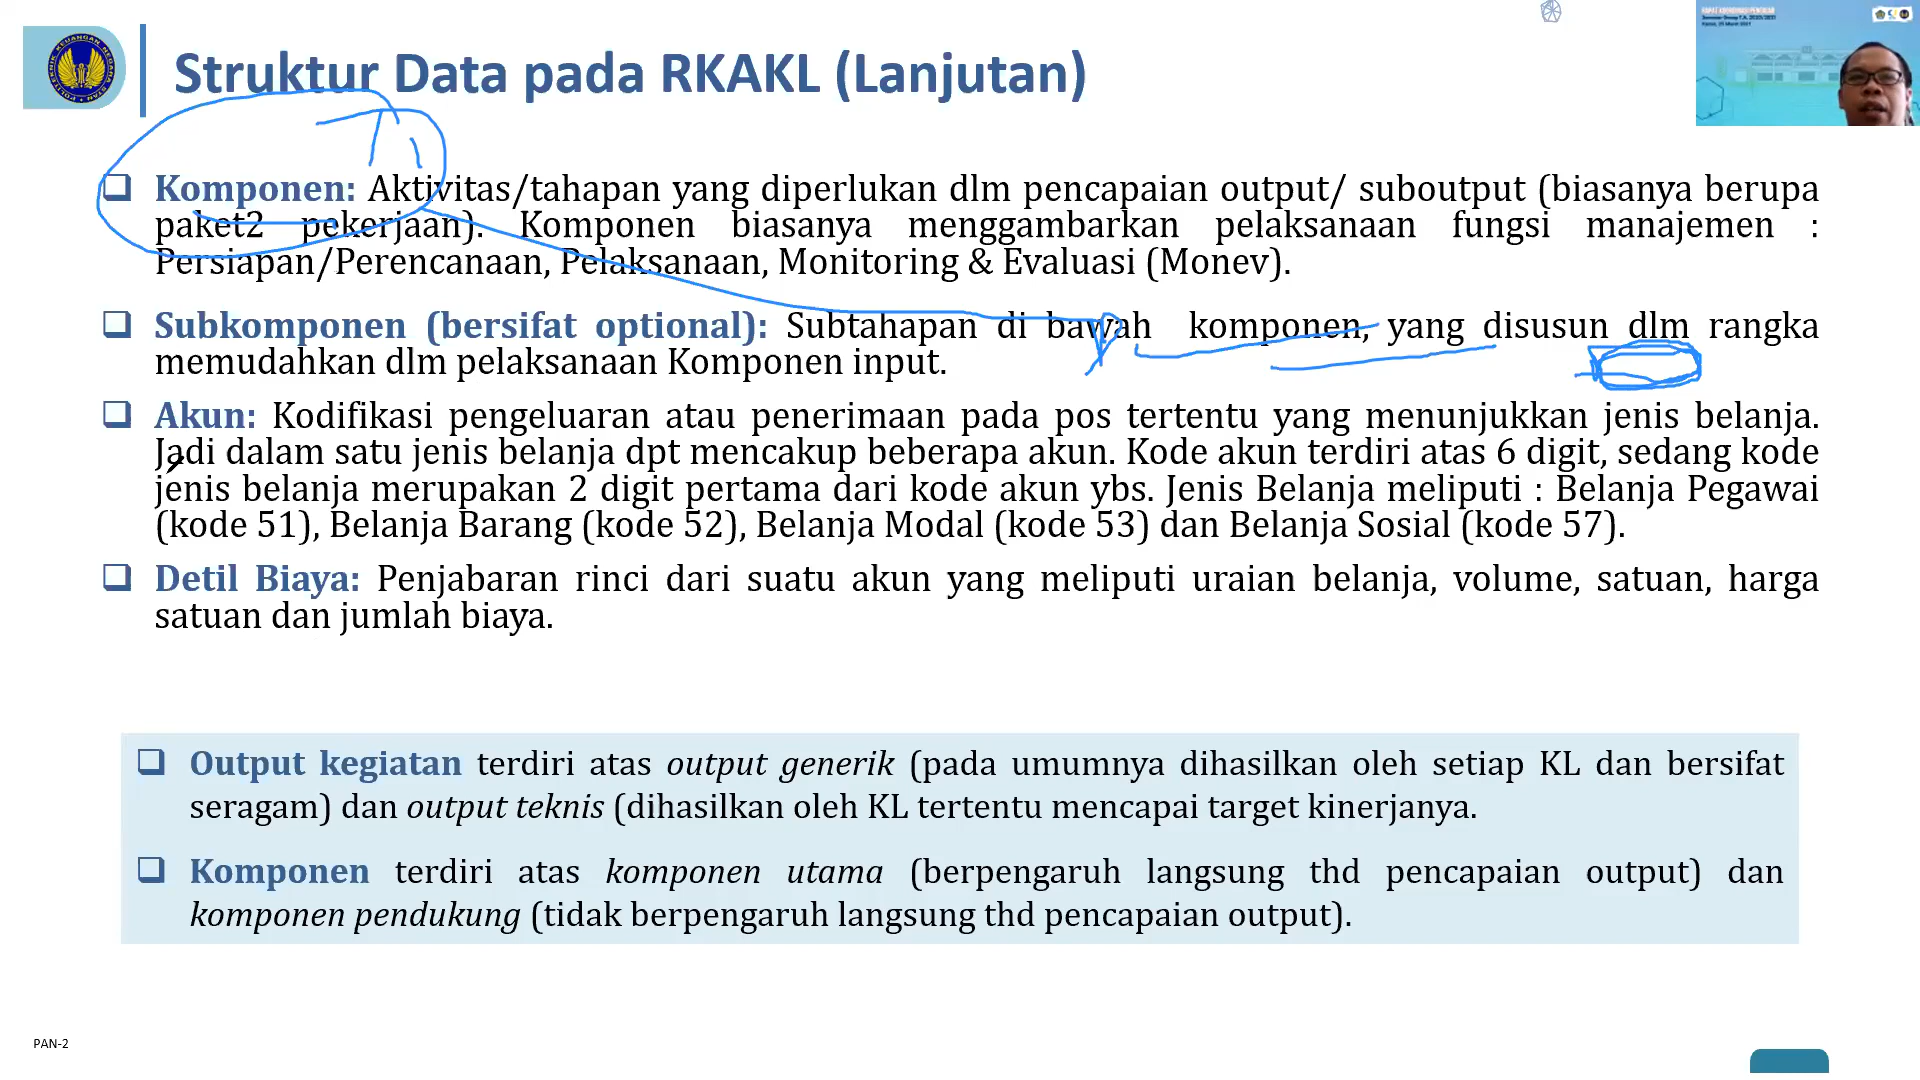 Struktur Data pada RKAKL (Lanjutan)
❑ Komponen: Aktivitas/tahapan yang diperlukan dlm pencapaian output/ suboutput (biasanya berupa
paket2 pekerjaan). Komponen biasanya menggambarkan pelaksanaan fungsi manajemen :
Persiapan/Perencanaan, Pelaksanaan, Monitoring & Evaluasi (Monev).
❑ Subkomponen (bersifat optional): Subtahapan di bawah komponen, yang disusun dlm rangka
memudahkan dlm pelaksanaan Komponen input.
❑ Akun: Kodifikasi pengeluaran atau penerimaan pada pos tertentu yang menunjukkan jenis belanja.
Jadi dalam satu jenis belanja dpt mencakup beberapa akun. Kode akun terdiri atas 6 digit, sedang kode
jenis belanja merupakan 2 digit pertama dari kode akun ybs. Jenis Belanja meliputi : Belanja Pegawai
(kode 51), Belanja Barang (kode 52), Belanja Modal (kode 53) dan Belanja Sosial (kode 57).
❑ Detil Biaya: Penjabaran rinci dari suatu akun yang meliputi uraian belanja, volume, satuan, harga
satuan dan jumlah biaya.
❑ Output kegiatan terdiri atas output generik (pada umumnya dihasilkan oleh setiap KL dan bersifat
seragam) dan output teknis (dihasilkan oleh KL tertentu mencapai target kinerjanya.
❑ Komponen terdiri atas komponen utama (berpengaruh langsung thd pencapaian output) dan
komponen pendukung (tidak berpengaruh langsung thd pencapaian output).
PAN-2